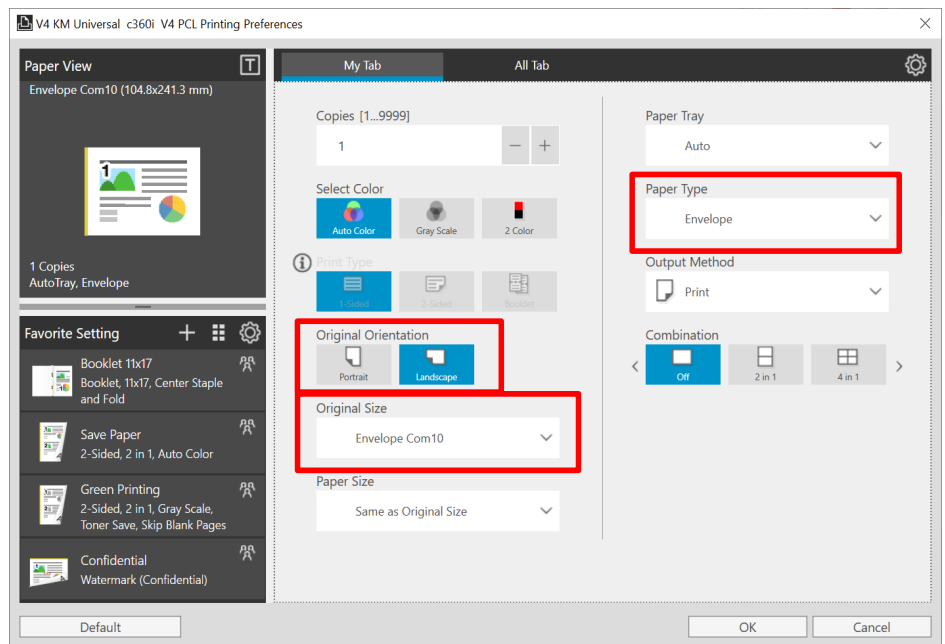 V4 KM Universal c360i V4 PCL Printing Preferences
Paper View
T
Envelope Com10 (104.8x241.3 mm)
1
1 Copies
AutoTray, Envelope
Favorite Setting
Booklet 11x17
Booklet, 11x17, Center Staple
and Fold
Save Paper
2-Sided, 2 in 1, Auto Color
Green Printing
2-Sided, 2 in 1, Gray Scale,
Toner Save, Skip Blank Pages
Confidential
Watermark (Confidential)
My Tab
All Tab
Copies [1...9999]
1
Select Color
Auto Color
Gray Scale
2 Color
Print Type
1-Sided
2-Sided
Booklet
Original Orientation
Portrait
Landscape
Original Size
Envelope Com10
Paper Size
Same as Original Size
Paper Tray
Auto
Paper Type
Envelope
Output Method
Print
Combination
Off
2 in 1
4 in 1
Default
OK
Cancel